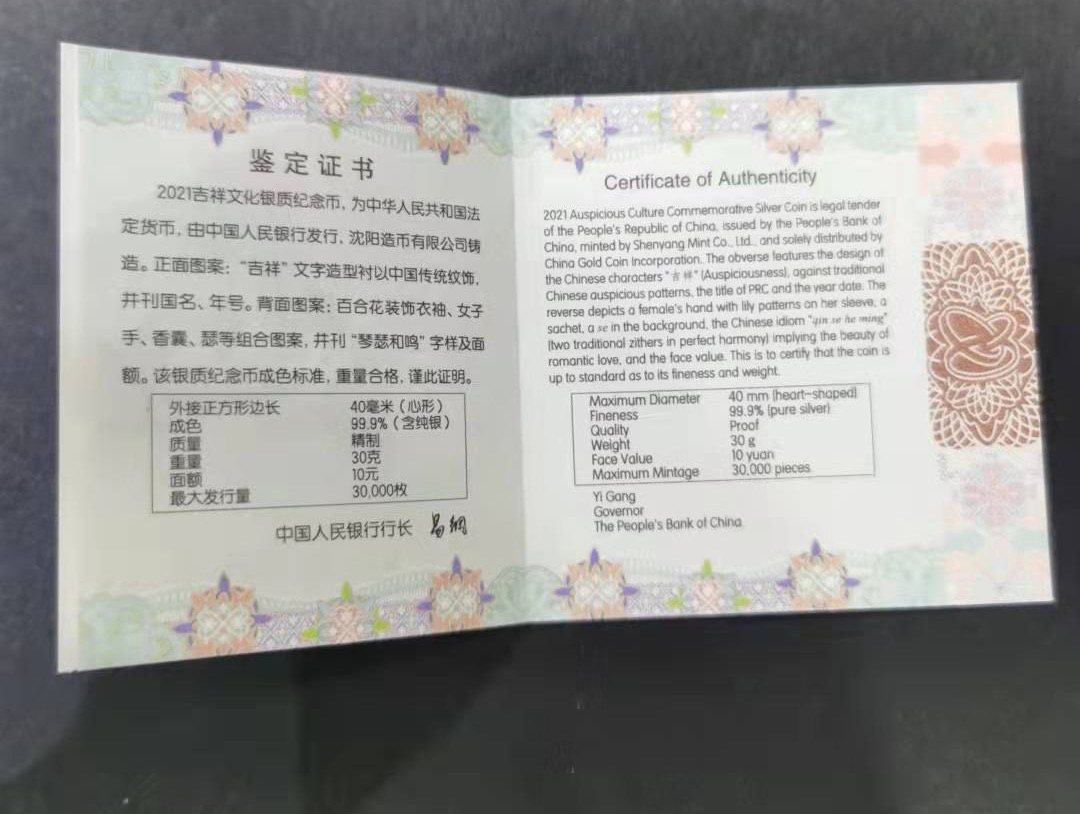 鉴定证书
2021吉祥文化银质纪念币，为中华人民共和国法
定货币，由中国人民银行发行，沈阳造币有限公司铸
造。正面图案：“吉祥”文字造型衬以中国传统纹饰，
并刊国名、年号。背面图案：百合花装饰衣袖、女子
手、香囊、瑟等组合图案，并刊“琴瑟和鸣”字样及面
额。该银质纪念币成色标准，重量合格，谨此证明。
外接正方形边长 40毫米（心形）
成色 99.9%（含纯银）
质量 精制
重量 30克
面额 10元
最大发行量 30,000枚
中国人民银行行长 易纲
Certificate of Authenticity
2021 Auspicious Culture Commemorative Silver Coin is legal tender
of the People's Republic of China, issued by the People's Bank of
China, minted by Shenyang Mint Co., Ltd., and solely distributed by
China Gold Coin Incorporation. The obverse features the design of
the Chinese characters "吉祥" (Auspiciousness), against traditional
Chinese auspicious patterns, the title of PRC and the year date. The
reverse depicts a female's hand with lily patterns on her sleeve, a
sachet, a se in the background, the Chinese idiom "qin se he ming"
(two traditional zithers in perfect harmony) implying the beauty of
romantic love, and the face value. This is to certify that the coin is
up to standard as to its fineness and weight.
Maximum Diameter 40 mm (heart-shaped)
Fineness 99.9% (pure silver)
Quality Proof
Weight 30 g
Face Value 10 yuan
Maximum Mintage 30,000 pieces
Yi Gang
Governor
The People's Bank of China